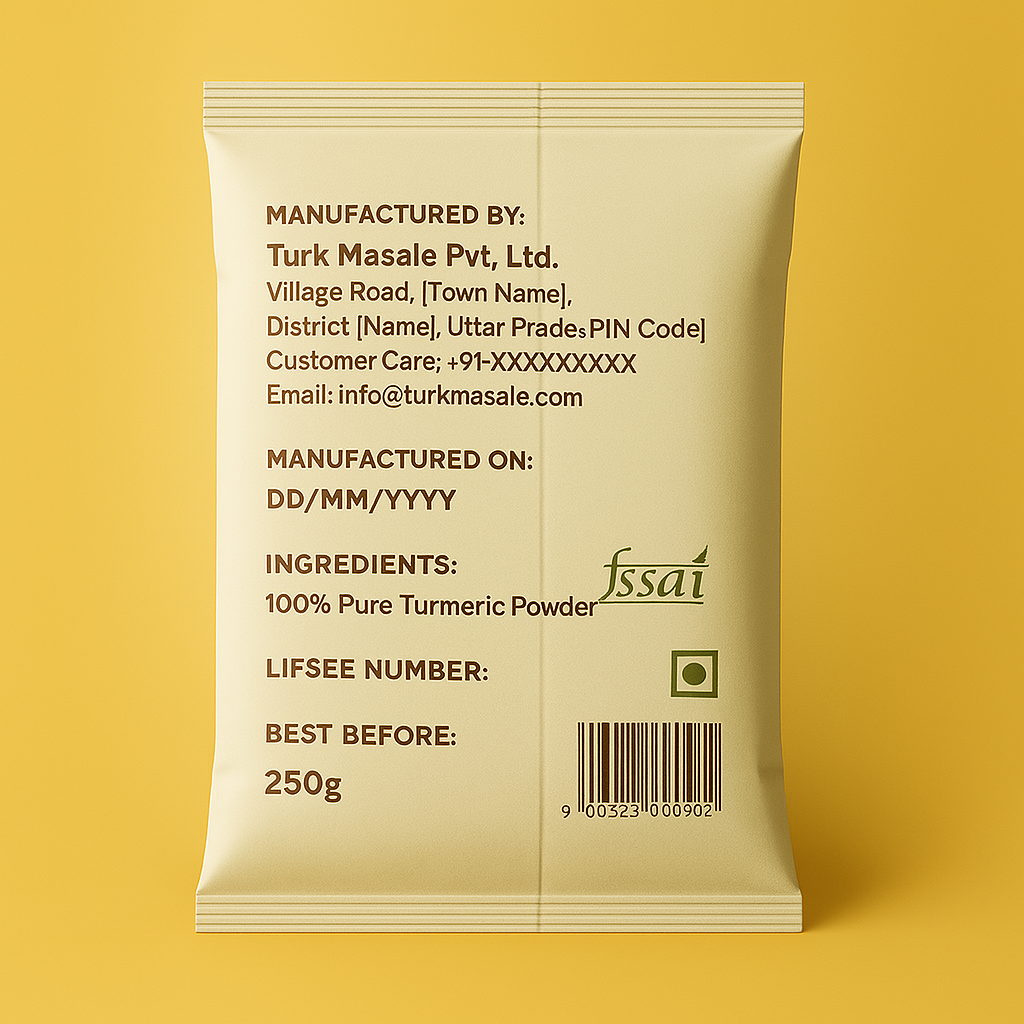 MANUFACTURED BY:
Turk Masale Pvt, Ltd.
Village Road, [Town Name],
District [Name], Uttar Prades PIN Code]
Customer Care; +91-XXXXXXXXX
Email: info@turkmasale.com
MANUFACTURED ON:
DD/MM/YYYY
INGREDIENTS:
100% Pure Turmeric Powder
fssai
LIFSEE NUMBER:
BEST BEFORE:
250g
9 00323 000902